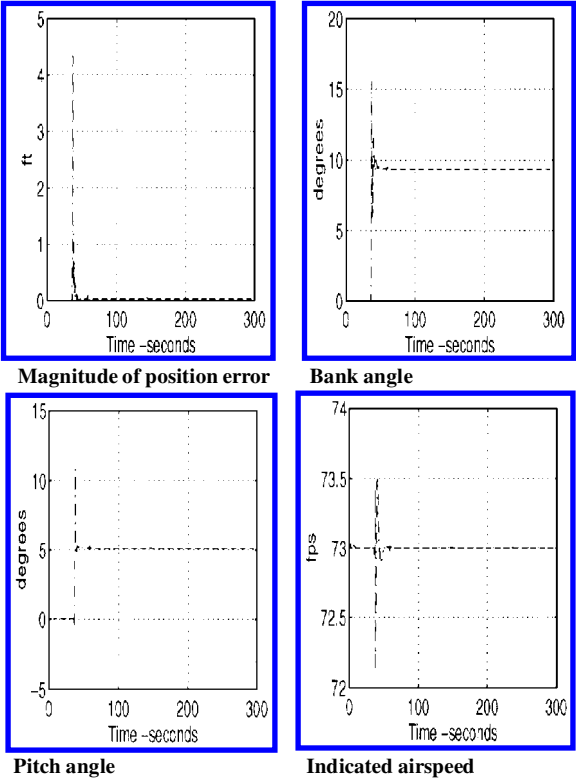 5
4
3
2
1
0
ft
0 100 200 300
Time -seconds
Magnitude of position error
20
15
10
5
0
degrees
0 100 200 300
Time -seconds
Bank angle
15
10
5
0
-5
degrees
0 100 200 300
Time -seconds
Pitch angle
74
73.5
73
72.5
72
fps
0 100 200 300
Time -seconds
Indicated airspeed